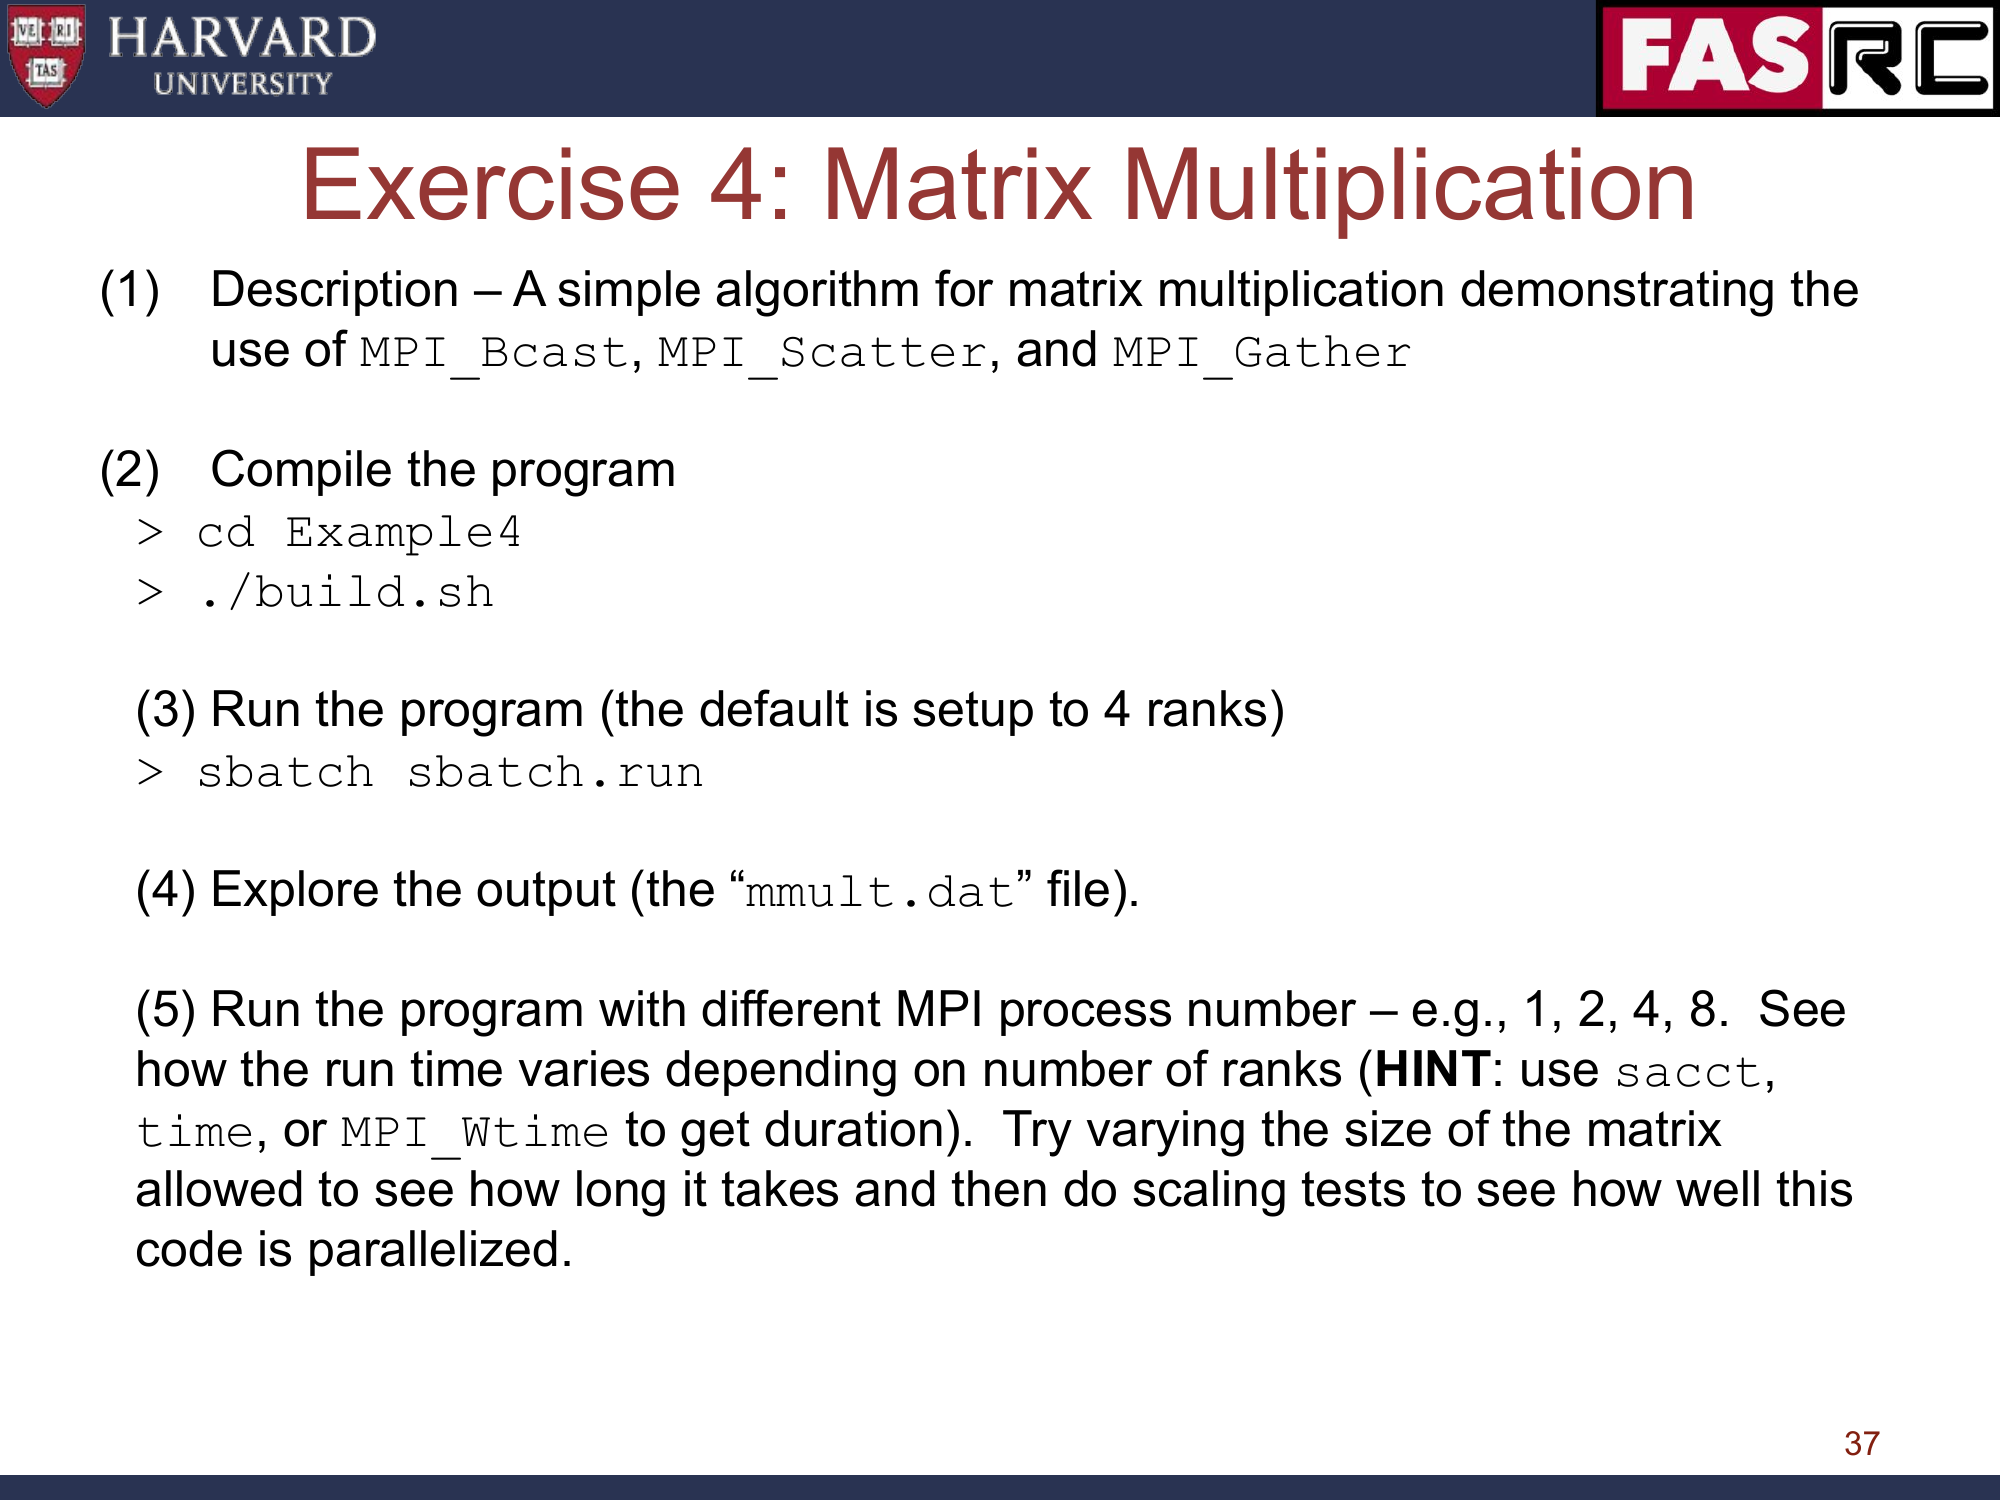 VE RI
TAS
HARVARD
UNIVERSITY
FASRC
Exercise 4: Matrix Multiplication
(1) Description – A simple algorithm for matrix multiplication demonstrating the
use of MPI_Bcast, MPI_Scatter, and MPI_Gather
(2) Compile the program
> cd Example4
> ./build.sh
(3) Run the program (the default is setup to 4 ranks)
> sbatch sbatch.run
(4) Explore the output (the “mmult.dat” file).
(5) Run the program with different MPI process number – e.g., 1, 2, 4, 8.  See
how the run time varies depending on number of ranks (HINT: use sacct,
time, or MPI_Wtime to get duration).  Try varying the size of the matrix
allowed to see how long it takes and then do scaling tests to see how well this
code is parallelized.
37